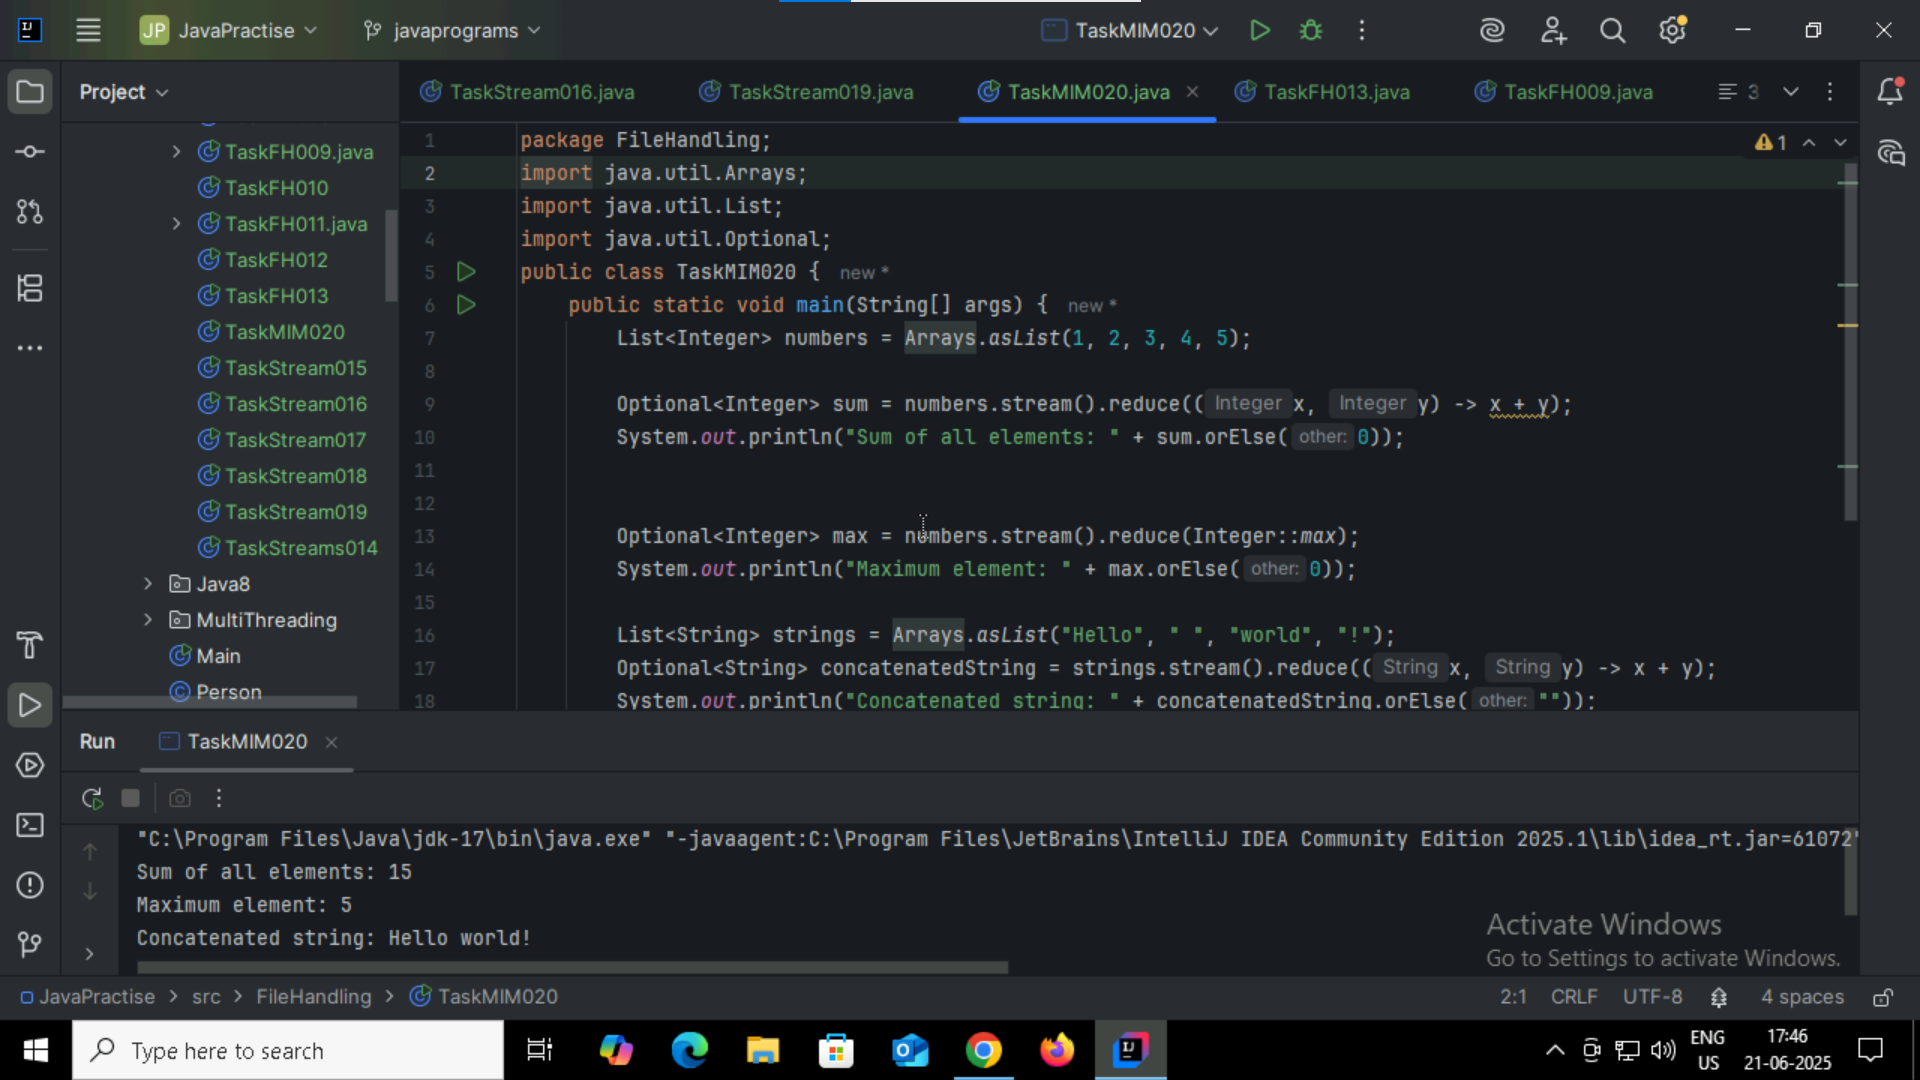 JP JavaPractise javaprograms TaskMIM020
Project
TaskStream016.java TaskStream019.java TaskMIM020.java TaskFH013.java TaskFH009.java 3
TaskFH009.java
TaskFH010
TaskFH011.java
TaskFH012
TaskFH013
TaskMIM020
TaskStream015
TaskStream016
TaskStream017
TaskStream018
TaskStream019
TaskStreams014
Java8
MultiThreading
Main
Person
1 package FileHandling;
2 import java.util.Arrays;
3 import java.util.List;
4 import java.util.Optional;
5 public class TaskMIM020 { new *
6 public static void main(String[] args) { new *
7 List<Integer> numbers = Arrays.asList(1, 2, 3, 4, 5);
8
9 Optional<Integer> sum = numbers.stream().reduce(( Integer x, Integer y) -> x + y);
10 System.out.println("Sum of all elements: " + sum.orElse( other: 0));
11
12
13 Optional<Integer> max = numbers.stream().reduce(Integer::max);
14 System.out.println("Maximum element: " + max.orElse( other: 0));
15
16 List<String> strings = Arrays.asList("Hello", " ", "world", "!");
17 Optional<String> concatenatedString = strings.stream().reduce(( String x, String y) -> x + y);
18 System.out.println("Concatenated string: " + concatenatedString.orElse( other: ""));
1
Run TaskMIM020
"C:\Program Files\Java\jdk-17\bin\java.exe" "-javaagent:C:\Program Files\JetBrains\IntelliJ IDEA Community Edition 2025.1\lib\idea_rt.jar=61072"
Sum of all elements: 15
Maximum element: 5
Concatenated string: Hello world!
Activate Windows
Go to Settings to activate Windows.
JavaPractise > src > FileHandling > TaskMIM020 2:1 CRLF UTF-8 4 spaces
Type here to search
ENG
US
17:46
21-06-2025